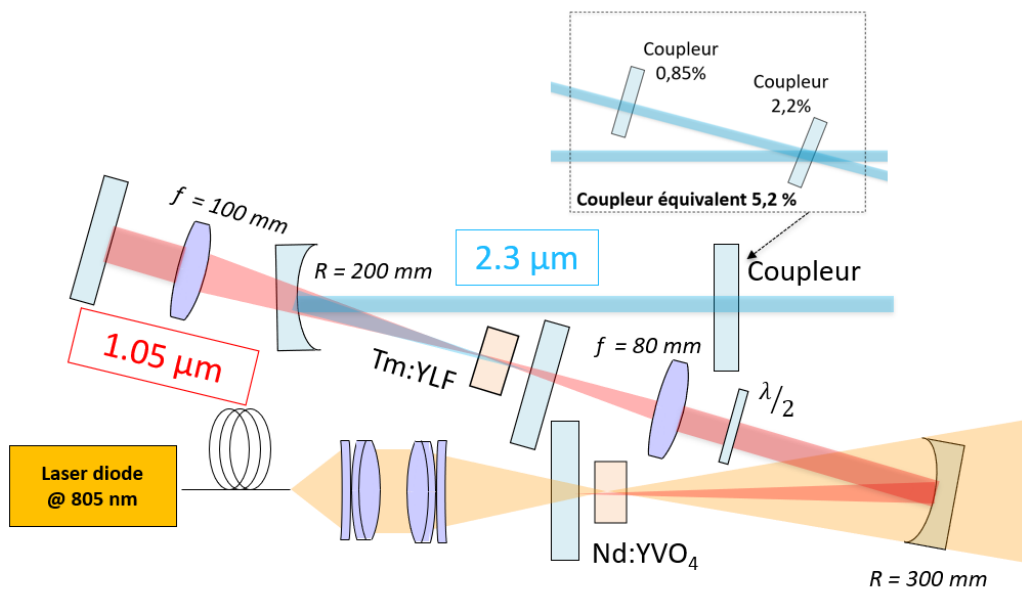 Coupleur
0,85%
Coupleur
2,2%
Coupleur équivalent 5,2 %
f = 100 mm
R = 200 mm
2.3 µm
Coupleur
1.05 µm
Tm:YLF
f = 80 mm
λ/2
Laser diode
@ 805 nm
Nd:YVO₄
R = 300 mm